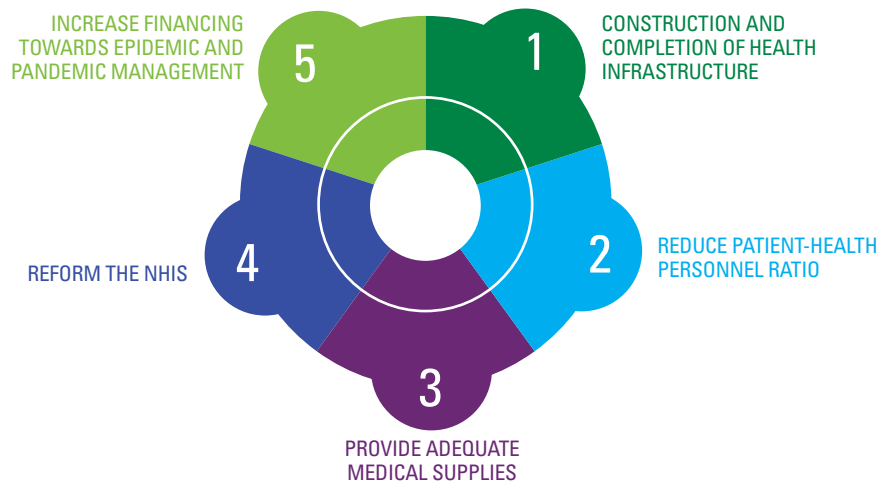 1
CONSTRUCTION AND
COMPLETION OF HEALTH
INFRASTRUCTURE
2
REDUCE PATIENT-HEALTH
PERSONNEL RATIO
3
PROVIDE ADEQUATE
MEDICAL SUPPLIES
4
REFORM THE NHIS
5
INCREASE FINANCING
TOWARDS EPIDEMIC AND
PANDEMIC MANAGEMENT